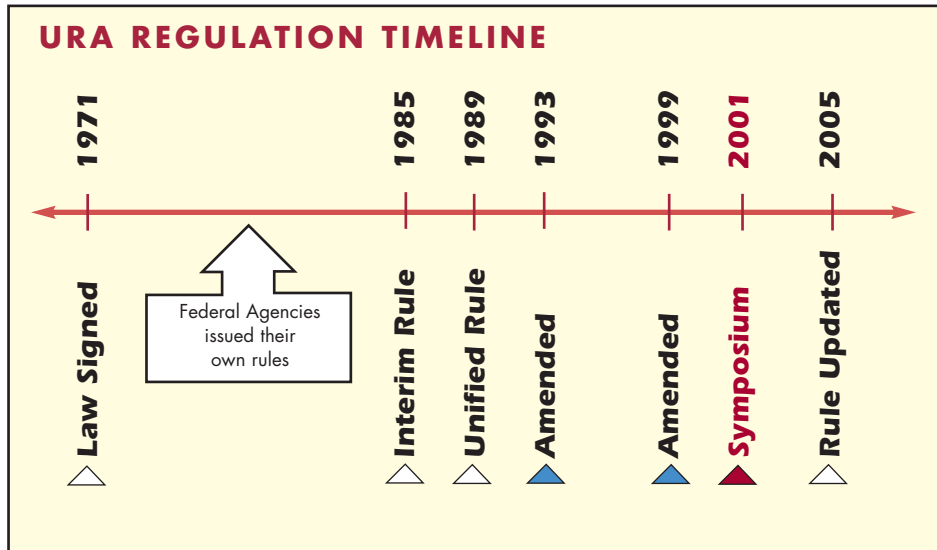 URA REGULATION TIMELINE
1971
1985
1989
1993
1999
2001
2005
Federal Agencies
issued their
own rules
Law Signed
Interim Rule
Unified Rule
Amended
Amended
Symposium
Rule Updated